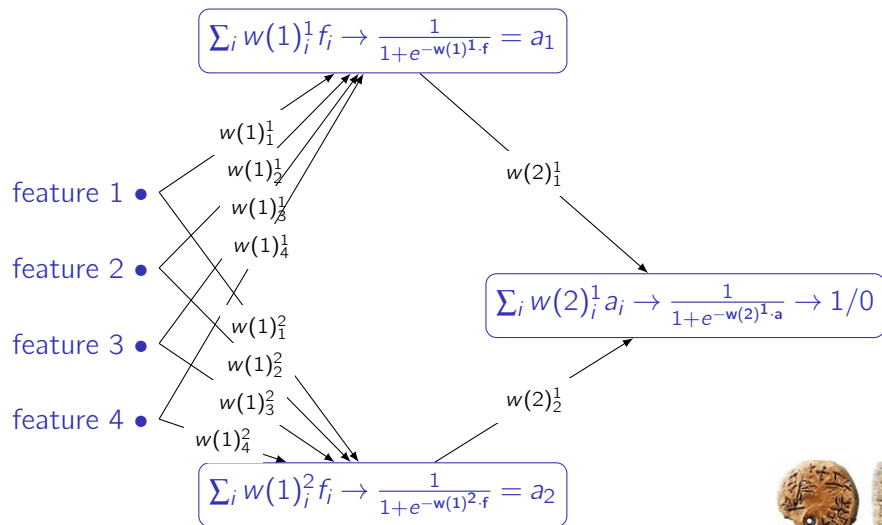 ∑ᵢ w(1)¹ᵢ fᵢ → 1/(1+e^(−w(1)¹·f)) = a₁
w(1)¹₁
w(1)¹₂
w(2)¹₁
feature 1
w(1)¹₃
w(1)¹₄
feature 2
∑ᵢ w(2)¹ᵢ aᵢ → 1/(1+e^(−w(2)¹·a)) → 1/0
w(1)²₁
feature 3
w(1)²₂
w(2)¹₂
w(1)²₃
feature 4
w(1)²₄
∑ᵢ w(1)²ᵢ fᵢ → 1/(1+e^(−w(1)²·f)) = a₂